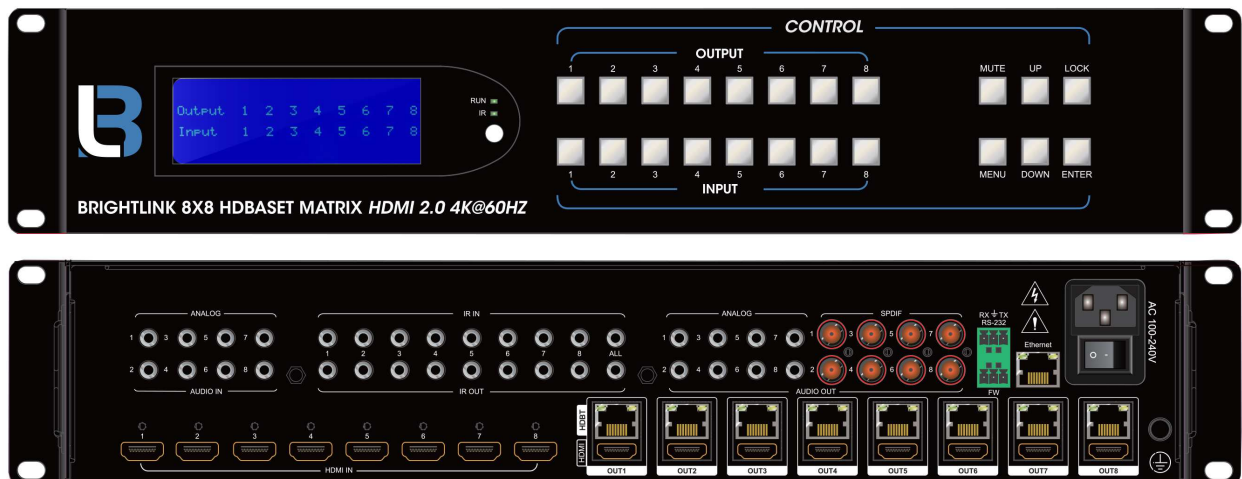 CONTROL
OUTPUT
1 2 3 4 5 6 7 8
MUTE UP LOCK
RUN
IR
Output 1 2 3 4 5 6 7 8
Input 1 2 3 4 5 6 7 8
1 2 3 4 5 6 7 8
MENU DOWN ENTER
INPUT
LB
BRIGHTLINK 8X8 HDBASET MATRIX HDMI 2.0 4K@60HZ
ANALOG
1 3 5 7
2 4 6 8
AUDIO IN
IR IN
1 2 3 4 5 6 7 8 ALL
IR OUT
ANALOG
1 3 5 7
2 4 6 8
SPDIF
1 3 5 7
2 4 6 8
AUDIO OUT
RX TX
RS-232
FW
Ethernet
AC 100-240V
1 2 3 4 5 6 7 8
HDMI IN
HDBT
HDMI
OUT1 OUT2 OUT3 OUT4 OUT5 OUT6 OUT7 OUT8